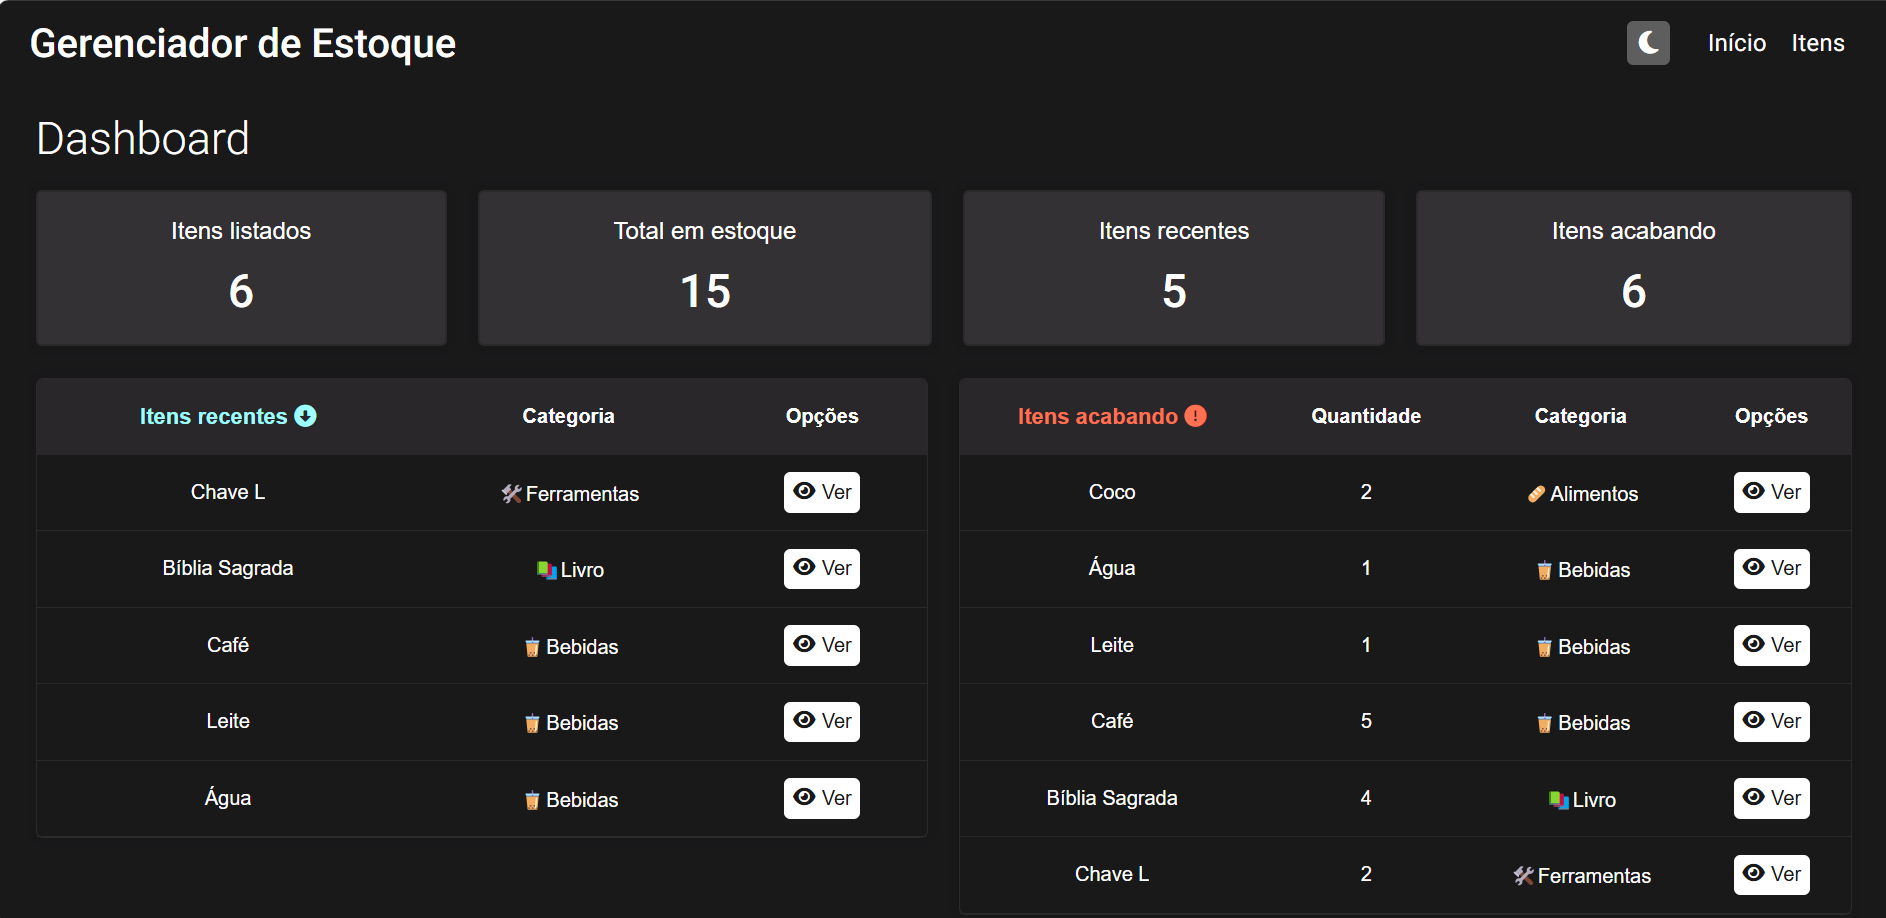 Gerenciador de Estoque
Início Itens
Dashboard
Itens listados
6
Total em estoque
15
Itens recentes
5
Itens acabando
6
Itens recentes Categoria Opções
Chave L Ferramentas Ver
Bíblia Sagrada Livro Ver
Café Bebidas Ver
Leite Bebidas Ver
Água Bebidas Ver
Itens acabando Quantidade Categoria Opções
Coco 2 Alimentos Ver
Água 1 Bebidas Ver
Leite 1 Bebidas Ver
Café 5 Bebidas Ver
Bíblia Sagrada 4 Livro Ver
Chave L 2 Ferramentas Ver